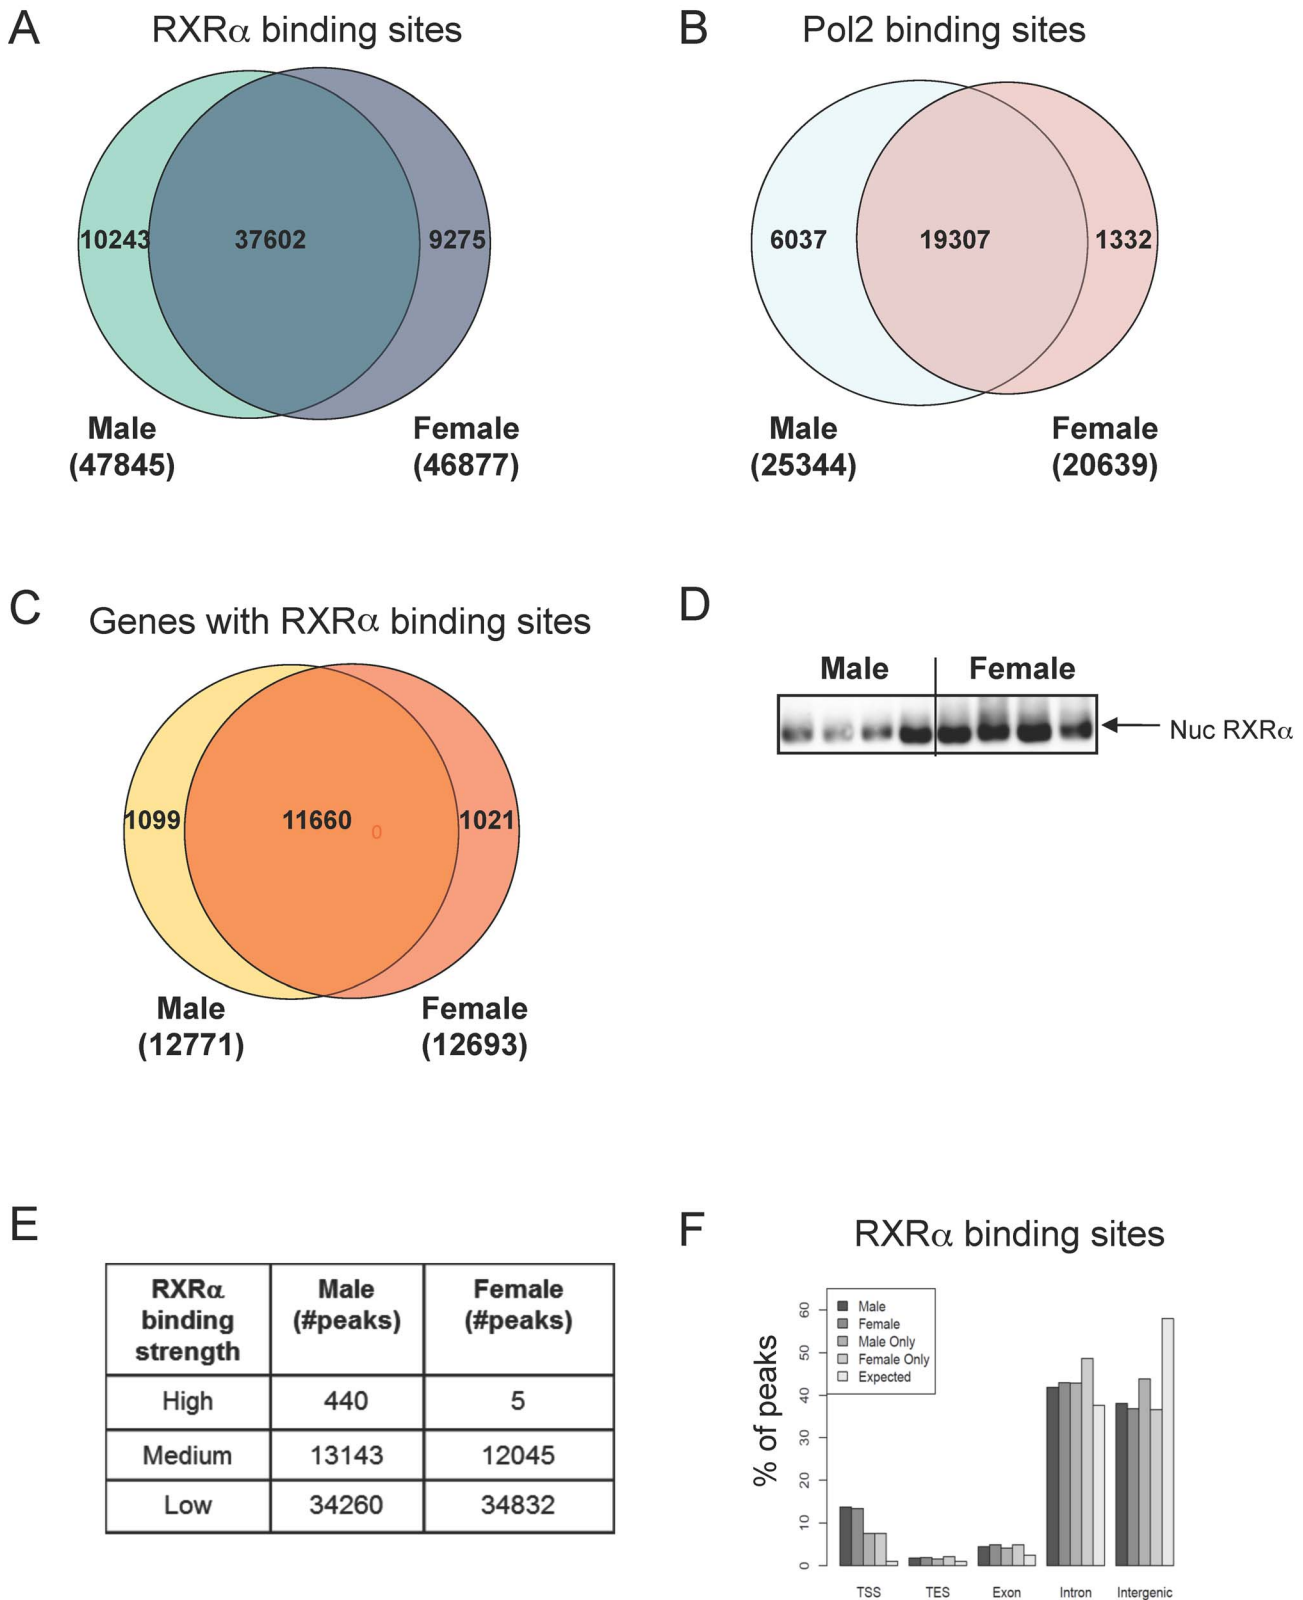 A
RXRα binding sites
10243
37602
9275
Male
(47845)
Female
(46877)
B
Pol2 binding sites
6037
19307
1332
Male
(25344)
Female
(20639)
C
Genes with RXRα binding sites
1099
11660
0
1021
Male
(12771)
Female
(12693)
D
Male
Female
Nuc RXRα
E
RXRα
binding
strength
Male
(#peaks)
Female
(#peaks)
High
440
5
Medium
13143
12045
Low
34260
34832
F
RXRα binding sites
% of peaks
60
50
40
30
20
10
0
Male
Female
Male Only
Female Only
Expected
TSS
TES
Exon
Intron
Intergenic